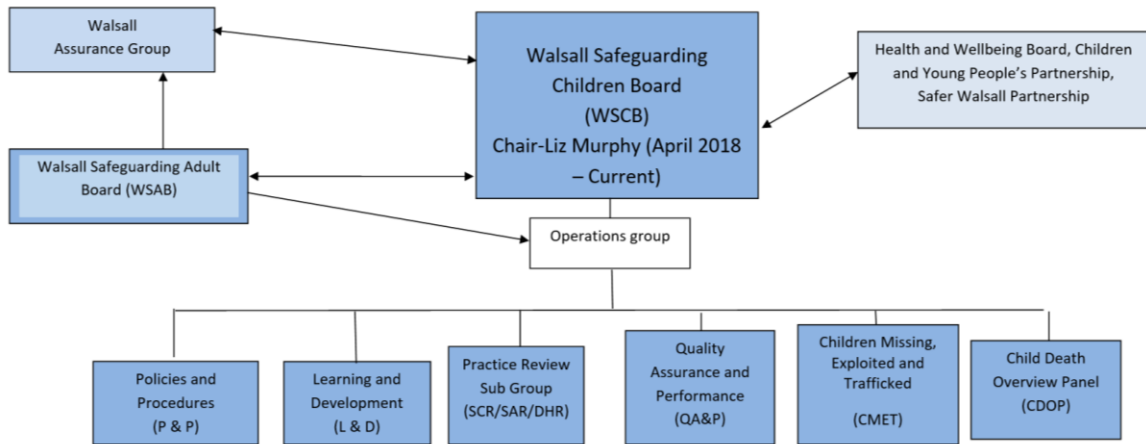 Walsall
Assurance Group
Walsall Safeguarding
Children Board
(WSCB)
Chair-Liz Murphy (April 2018
– Current)
Health and Wellbeing Board, Children
and Young People’s Partnership,
Safer Walsall Partnership
Walsall Safeguarding Adult
Board (WSAB)
Operations group
Policies and
Procedures
(P & P)
Learning and
Development
(L & D)
Practice Review
Sub Group
(SCR/SAR/DHR)
Quality
Assurance and
Performance
(QA&P)
Children Missing,
Exploited and
Trafficked
(CMET)
Child Death
Overview Panel
(CDOP)